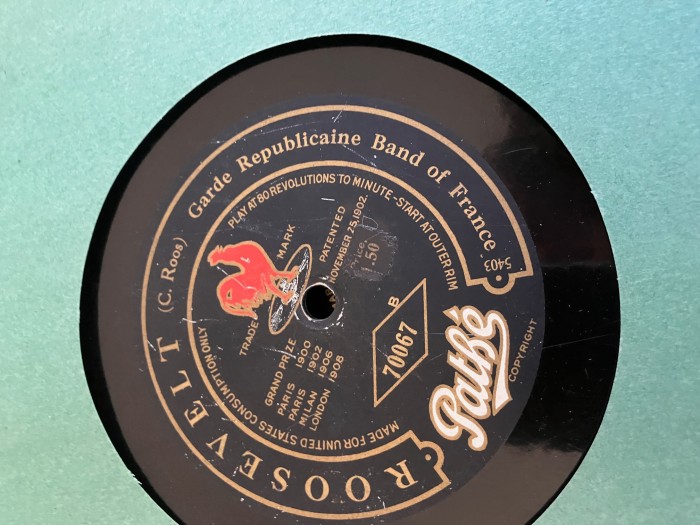 ROOSEVELT (C. Roos) Garde Republicaine Band of France
5403
MADE FOR UNITED STATES CONSUMPTION ONLY PLAY AT 80 REVOLUTIONS TO MINUTE - START AT OUTER RIM
TRADE MARK
PATENTED
NOVEMBER. 25, 1902.
Price
1.50
GRAND PRIZE
PARIS 1900
PARIS 1902
MILAN 1906
LONDON 1908
B
70067
Pathé
COPYRIGHT